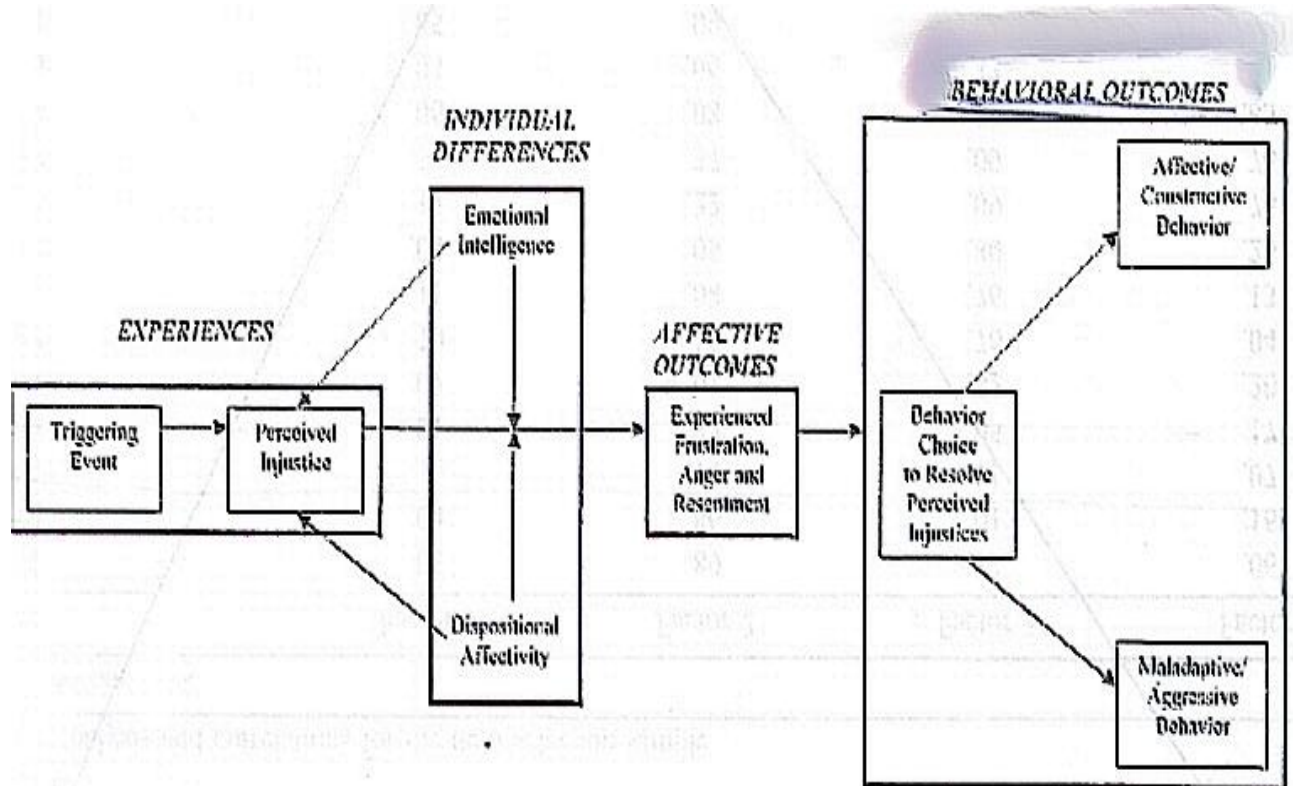 BEHAVIORAL OUTCOMES
INDIVIDUAL
DIFFERENCES
EXPERIENCES
AFFECTIVE
OUTCOMES
Triggering
Event
Perceived
Injustice
Emotional
Intelligence
Dispositional
Affectivity
Experienced
Frustration,
Anger and
Resentment
Behavior
Choice
to Resolve
Perceived
Injustices
Affective/
Constructive
Behavior
Maladaptive/
Aggressive
Behavior